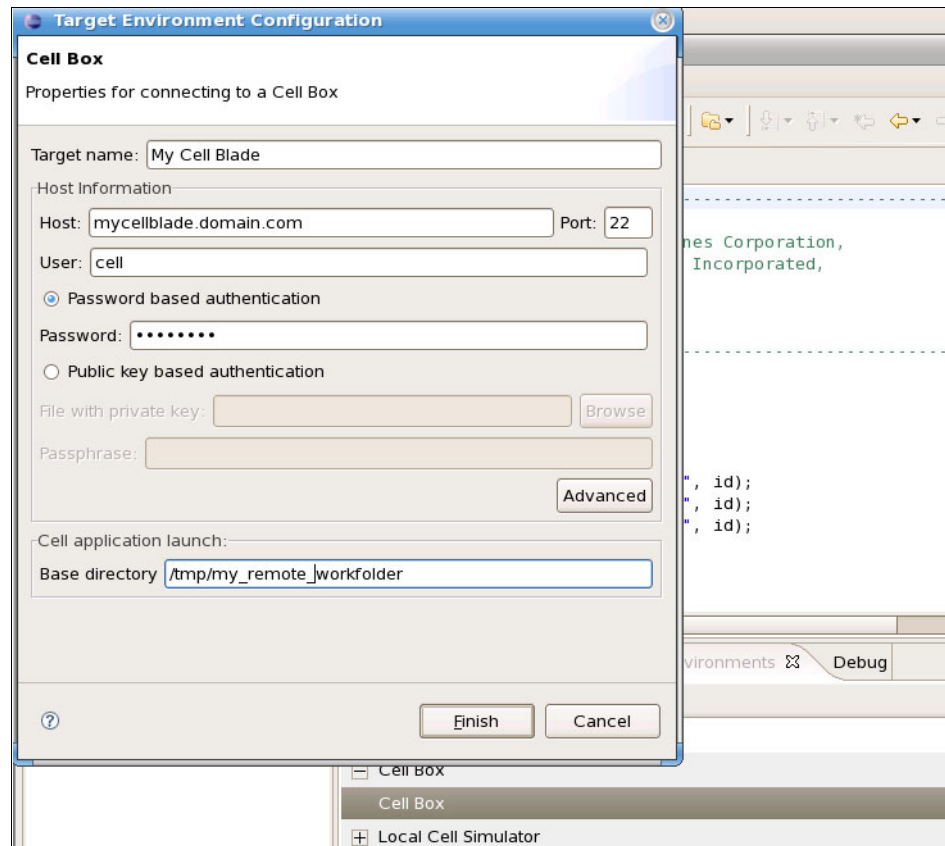 Target Environment Configuration
Cell Box
Properties for connecting to a Cell Box
Target name: My Cell Blade
Host Information
Host: mycellblade.domain.com Port: 22
User: cell
Password based authentication
Password: ••••••••
Public key based authentication
File with private key: Browse
Passphrase:
Advanced
Cell application launch:
Base directory /tmp/my_remote_workfolder
Finish Cancel
nes Corporation,
Incorporated,
", id);
", id);
", id);
vironments Debug
Cell Box
Cell Box
Local Cell Simulator